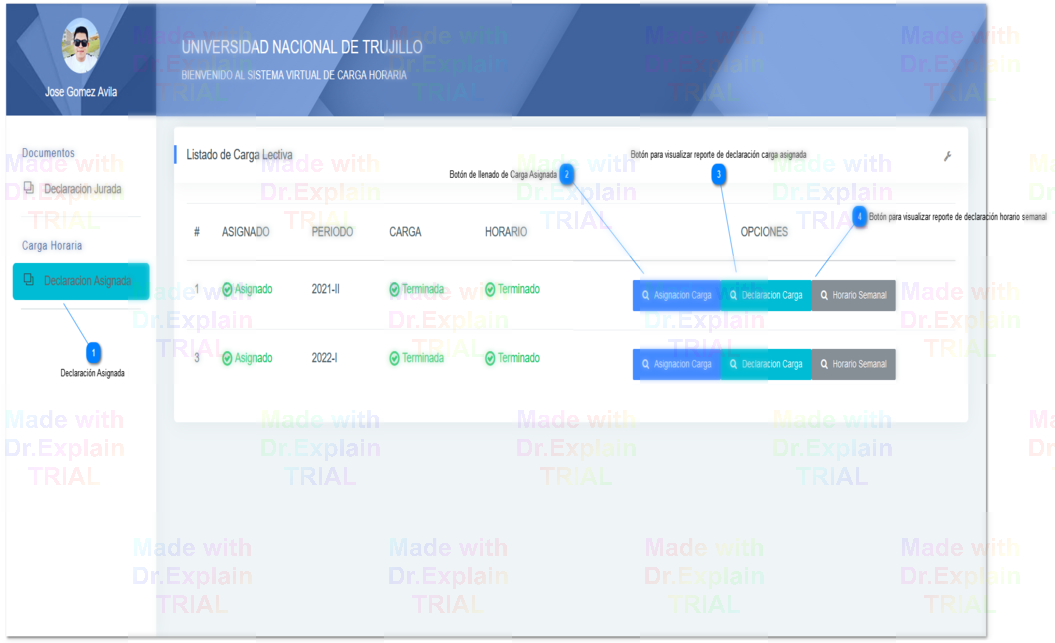 UNIVERSIDAD NACIONAL DE TRUJILLO
BIENVENIDO AL SISTEMA VIRTUAL DE CARGA HORARIA
Jose Gomez Avila
Documentos
Declaración Jurada
Carga Horaria
Declaracion Asignada
1
Declaración Asignada
Listado de Carga Lectiva
Botón de llenado de Carga Asignada 2
Botón para visualizar reporte de declaración carga asignada
3
4 Botón para visualizar reporte de declaración horario semanal
# ASIGNADO PERIODO CARGA HORARIO OPCIONES
1 Asignado 2021-II Terminada Terminado Asignacion Carga Declaracion Carga Horario Semanal
3 Asignado 2022-I Terminada Terminado Asignacion Carga Declaracion Carga Horario Semanal
Made with
Dr.Explain
TRIAL